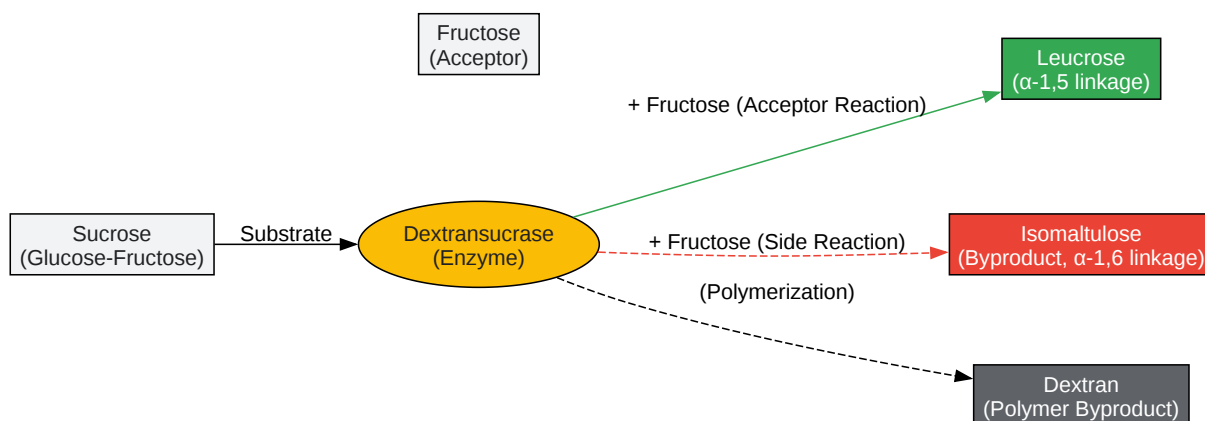 Fructose
(Acceptor)
Leucrose
(α-1,5 linkage)
+ Fructose (Acceptor Reaction)
Sucrose
(Glucose-Fructose)
Substrate
Dextransucrase
(Enzyme)
+ Fructose (Side Reaction)
Isomaltulose
(Byproduct, α-1,6 linkage)
(Polymerization)
Dextran
(Polymer Byproduct)